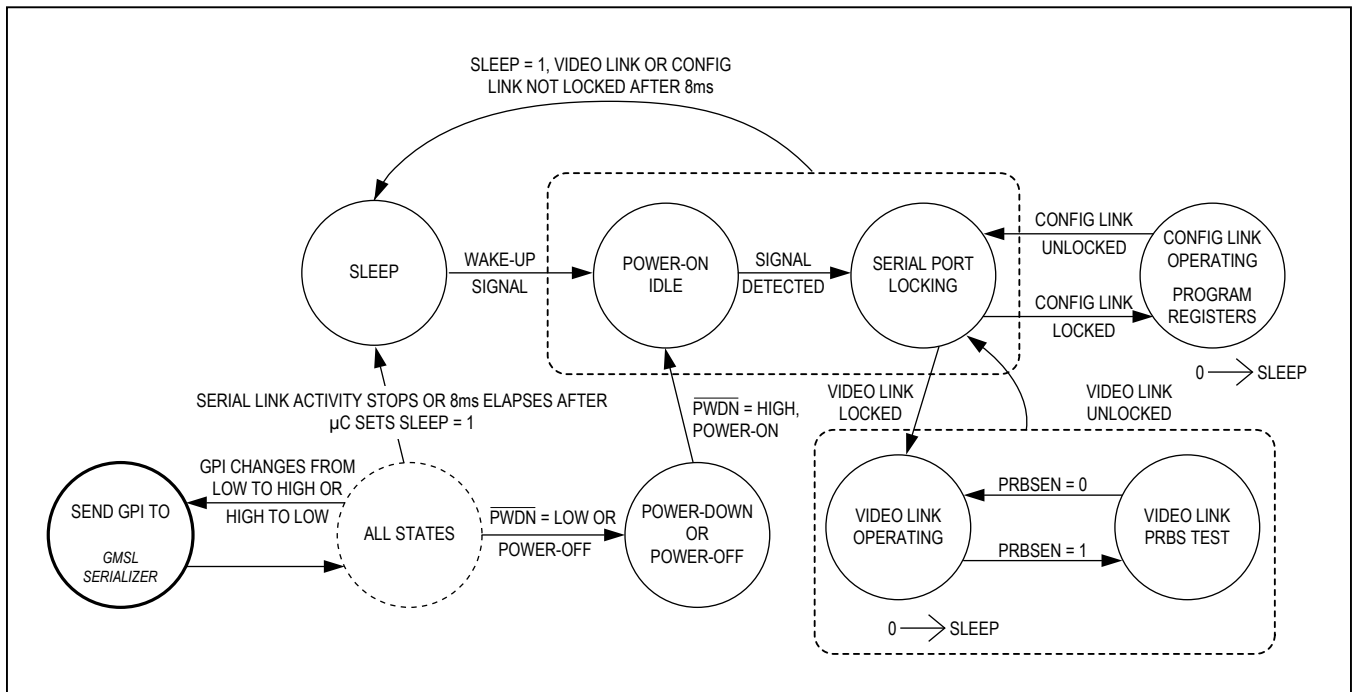 SLEEP = 1, VIDEO LINK OR CONFIG
LINK NOT LOCKED AFTER 8ms
SLEEP
WAKE-UP
SIGNAL
POWER-ON
IDLE
SIGNAL
DETECTED
SERIAL PORT
LOCKING
CONFIG LINK
UNLOCKED
CONFIG LINK
LOCKED
CONFIG LINK
OPERATING
PROGRAM
REGISTERS
0 → SLEEP
SERIAL LINK ACTIVITY STOPS OR 8ms ELAPSES AFTER
µC SETS SLEEP = 1
PWDN = HIGH,
POWER-ON
VIDEO LINK
LOCKED
VIDEO LINK
UNLOCKED
GPI CHANGES FROM
LOW TO HIGH OR
HIGH TO LOW
SEND GPI TO
GMSL
SERIALIZER
ALL STATES
PWDN = LOW OR
POWER-OFF
POWER-DOWN
OR
POWER-OFF
VIDEO LINK
OPERATING
PRBSEN = 0
PRBSEN = 1
VIDEO LINK
PRBS TEST
0 → SLEEP